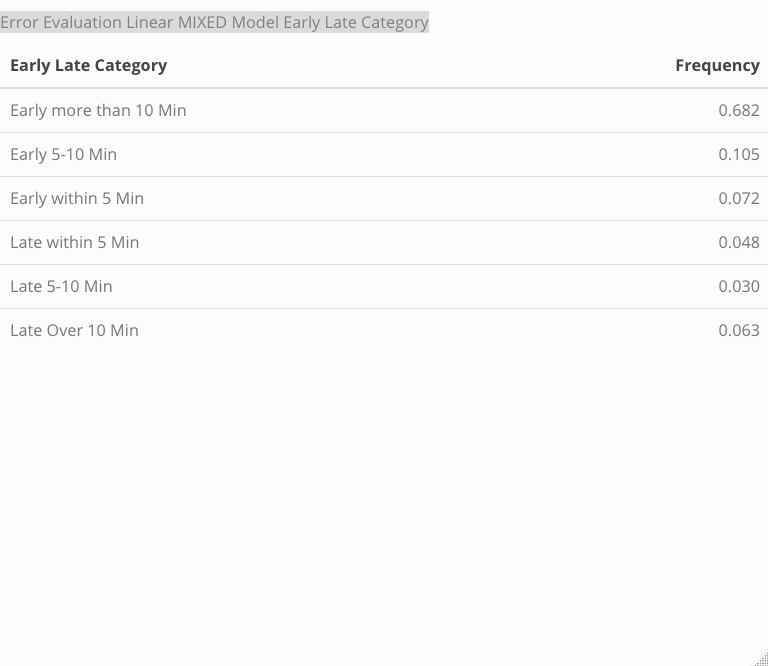 Error Evaluation Linear MIXED Model Early Late Category
Early Late Category Frequency
Early more than 10 Min 0.682
Early 5-10 Min 0.105
Early within 5 Min 0.072
Late within 5 Min 0.048
Late 5-10 Min 0.030
Late Over 10 Min 0.063